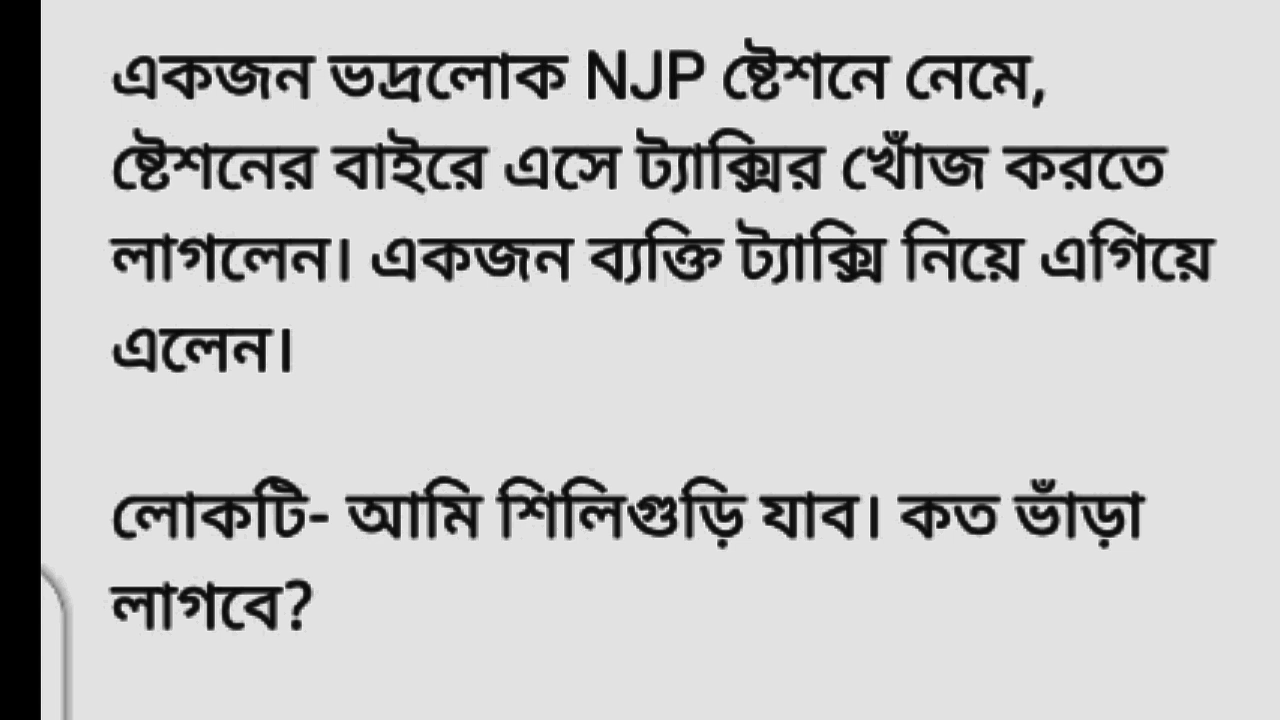 একজন ভদ্রলোক NJP ষ্টেশনে নেমে,
ষ্টেশনের বাইরে এসে ট্যাক্সির খোঁজ করতে
লাগলেন। একজন ব্যক্তি ট্যাক্সি নিয়ে এগিয়ে
এলেন।
লোকটি- আমি শিলিগুড়ি যাব। কত ভাঁড়া
লাগবে?